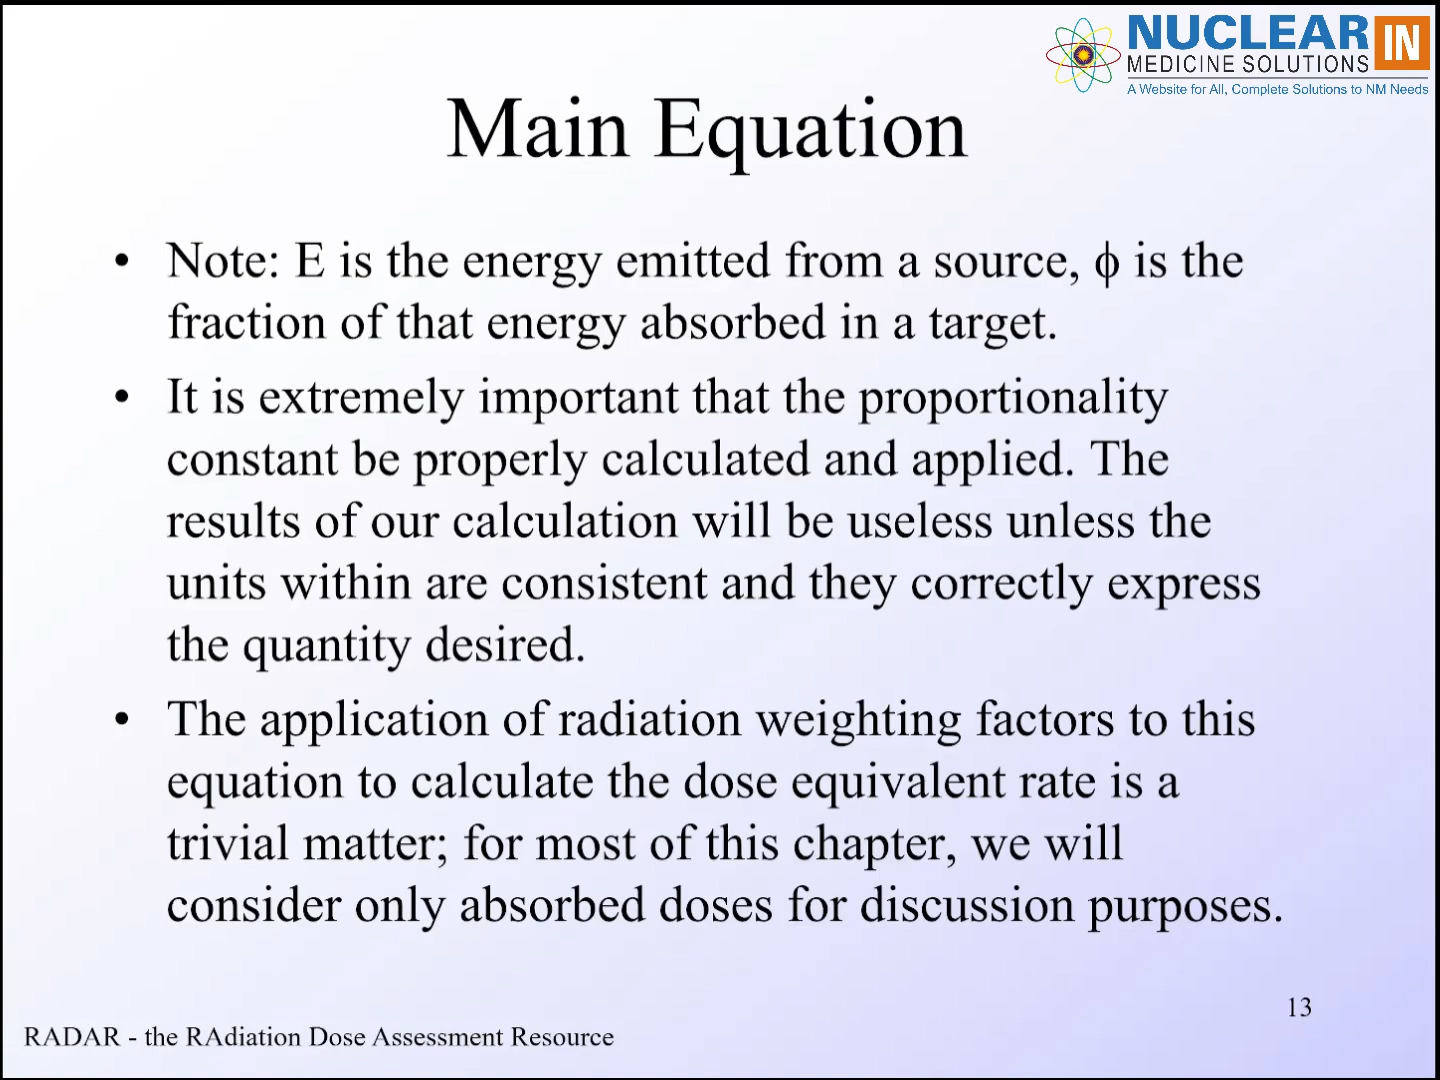 NUCLEAR IN
MEDICINE SOLUTIONS
A Website for All, Complete Solutions to NM Needs
Main Equation
• Note: E is the energy emitted from a source, ϕ is the
fraction of that energy absorbed in a target.
• It is extremely important that the proportionality
constant be properly calculated and applied. The
results of our calculation will be useless unless the
units within are consistent and they correctly express
the quantity desired.
• The application of radiation weighting factors to this
equation to calculate the dose equivalent rate is a
trivial matter; for most of this chapter, we will
consider only absorbed doses for discussion purposes.
13
RADAR - the RAdiation Dose Assessment Resource